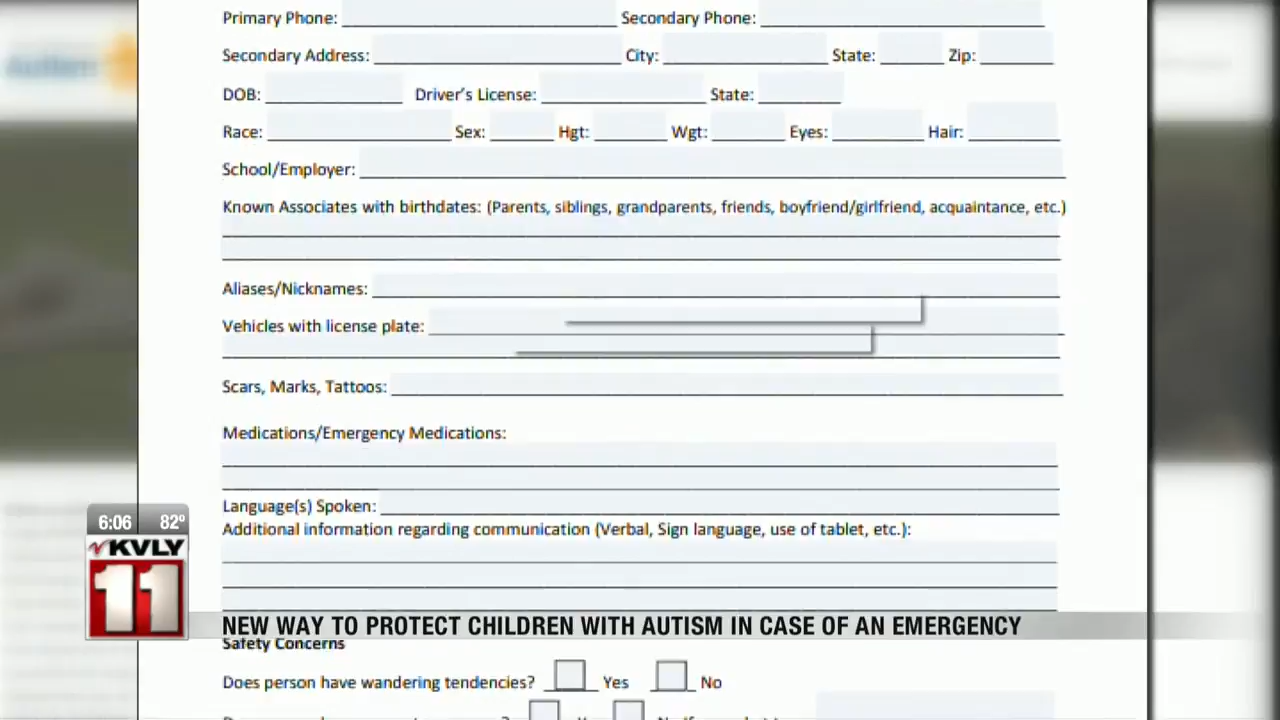 Primary Phone: Secondary Phone:
Secondary Address: City: State: Zip:
DOB: Driver's License: State:
Race: Sex: Hgt: Wgt: Eyes: Hair:
School/Employer:
Known Associates with birthdates: (Parents, siblings, grandparents, friends, boyfriend/girlfriend, acquaintance, etc.)
Aliases/Nicknames:
Vehicles with license plate:
Scars, Marks, Tattoos:
Medications/Emergency Medications:
Language(s) Spoken:
Additional information regarding communication (Verbal, Sign language, use of tablet, etc.):
6:06 82°
KVLY
11
NEW WAY TO PROTECT CHILDREN WITH AUTISM IN CASE OF AN EMERGENCY
Safety Concerns
Does person have wandering tendencies? Yes No